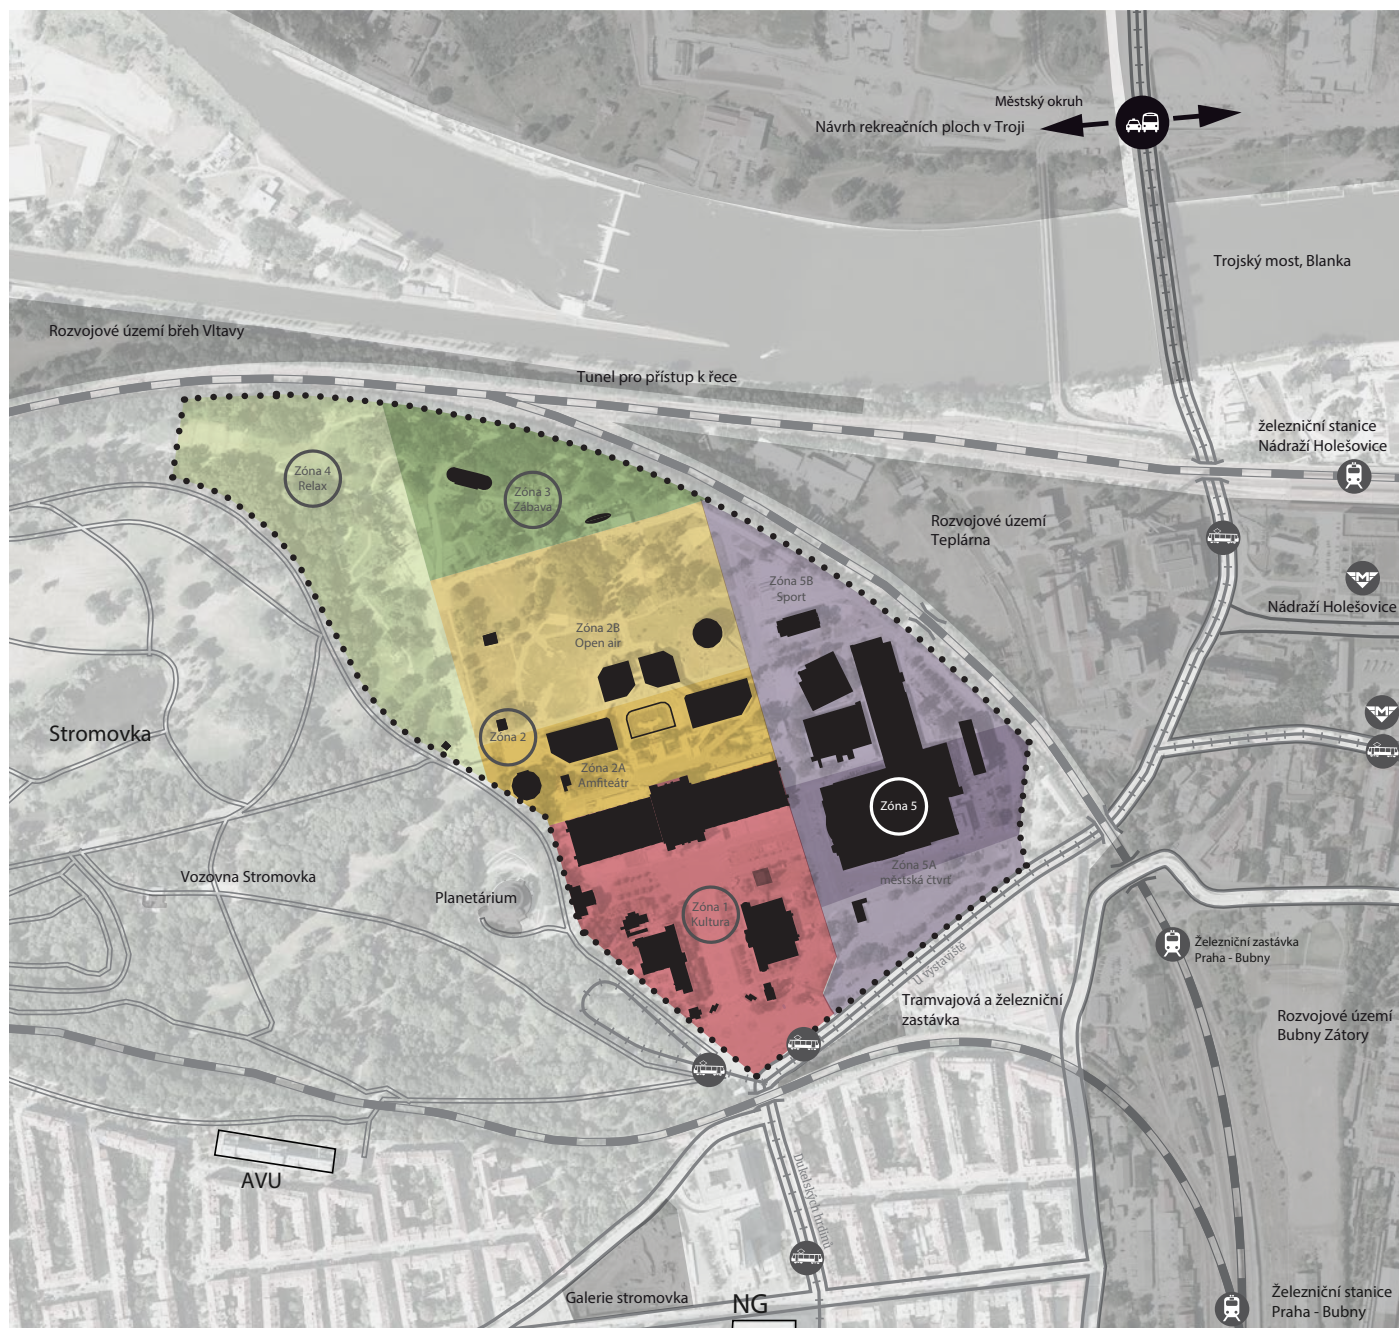 Městský okruh
Návrh rekreačních ploch v Troji
Trojský most, Blanka
Rozvojové území břeh Vltavy
Tunel pro přístup k řece
železniční stanice
Nádraží Holešovice
Zóna 4
Relax
Zóna 3
Zábava
Rozvojové území
Teplárna
Zóna 5B
Sport
Nádraží Holešovice
Zóna 2B
Open air
Stromovka
Zóna 2
Zóna 2A
Amfiteátr
Zóna 5
Zóna 5A
městská čtvrť
Vozovna Stromovka
Planetárium
Zóna 1
Kultura
U výstaviště
Železniční zastávka
Praha - Bubny
Tramvajová a železniční
zastávka
Rozvojové území
Bubny Zátory
AVU
Dukelských hrdinů
Galerie stromovka
NG
Železniční stanice
Praha - Bubny
M
M